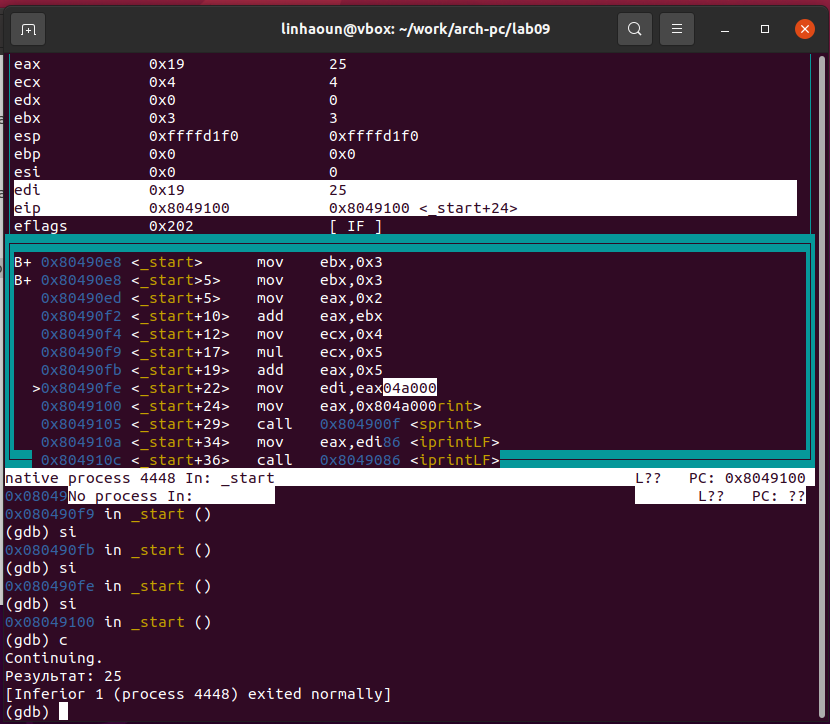 linhaoun@vbox: ~/work/arch-pc/lab09
eax 0x19 25
ecx 0x4 4
edx 0x0 0
ebx 0x3 3
esp 0xffffd1f0 0xffffd1f0
ebp 0x0 0x0
esi 0x0 0
edi 0x19 25
eip 0x8049100 0x8049100 <_start+24>
eflags 0x202 [ IF ]
B+ 0x80490e8 <_start> mov ebx,0x3
B+ 0x80490e8 <_start>5> mov ebx,0x3
0x80490ed <_start+5> mov eax,0x2
0x80490f2 <_start+10> add eax,ebx
0x80490f4 <_start+12> mov ecx,0x4
0x80490f9 <_start+17> mul ecx,0x5
0x80490fb <_start+19> add eax,0x5
>0x80490fe <_start+22> mov edi,eax04a000
0x8049100 <_start+24> mov eax,0x804a000rint>
0x8049105 <_start+29> call 0x804900f <sprint>
0x804910a <_start+34> mov eax,edi86 <iprintLF>
0x804910c <_start+36> call 0x8049086 <iprintLF>
native process 4448 In: _start L?? PC: 0x8049100
0x08049No process In: L?? PC: ??
0x080490f9 in _start ()
(gdb) si
0x080490fb in _start ()
(gdb) si
0x080490fe in _start ()
(gdb) si
0x08049100 in _start ()
(gdb) c
Continuing.
Результат: 25
[Inferior 1 (process 4448) exited normally]
(gdb)